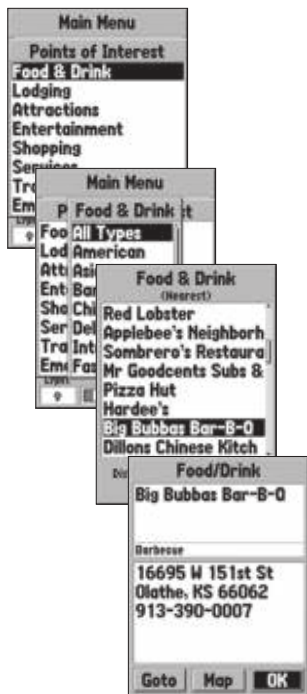 Main Menu
Points of Interest
Food & Drink
Lodging
Attractions
Entertainment
Shopping
Services
Main Menu
Food & Drink
All Types
American
Food & Drink
(Nearest)
Red Lobster
Applebee's Neighborh
Sombrero's Restaura
Mr Goodcents Subs &
Pizza Hut
Hardee's
Big Bubbas Bar-B-Q
Dillons Chinese Kitch
Food/Drink
Big Bubbas Bar-B-Q
Barbecue
16695 W 151st St
Olathe, KS 66062
913-390-0007
Goto Map OK